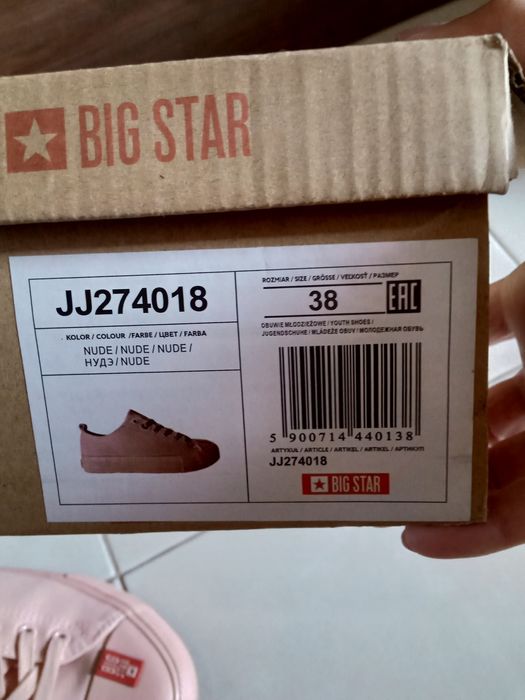 BIG STAR
JJ274018
KOLOR / COLOUR / FARBE / ЦВЕТ / FARBA
NUDE / NUDE / NUDE /
НУДЭ / NUDE
ROZMIAR / SIZE / GRÖSSE / VEĽKOSŤ / РАЗМЕР
38
EAC
OBUWIE MŁODZIEŻOWE / YOUTH SHOES /
JUGENDSCHUHE / MLÁDEŽE OBUV / МОЛОДЕЖНАЯ ОБУВЬ
5 900714 440138
ARTYKUŁ / ARTICLE / ARTIKEL / ARTIKEL / АРТИКУЛ
JJ274018
BIG STAR